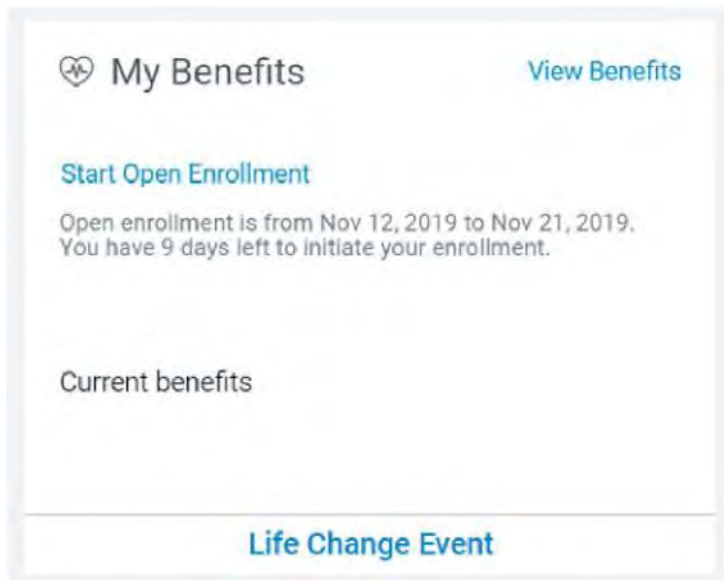 My Benefits
View Benefits
Start Open Enrollment
Open enrollment is from Nov 12, 2019 to Nov 21, 2019.
You have 9 days left to initiate your enrollment.
Current benefits
Life Change Event